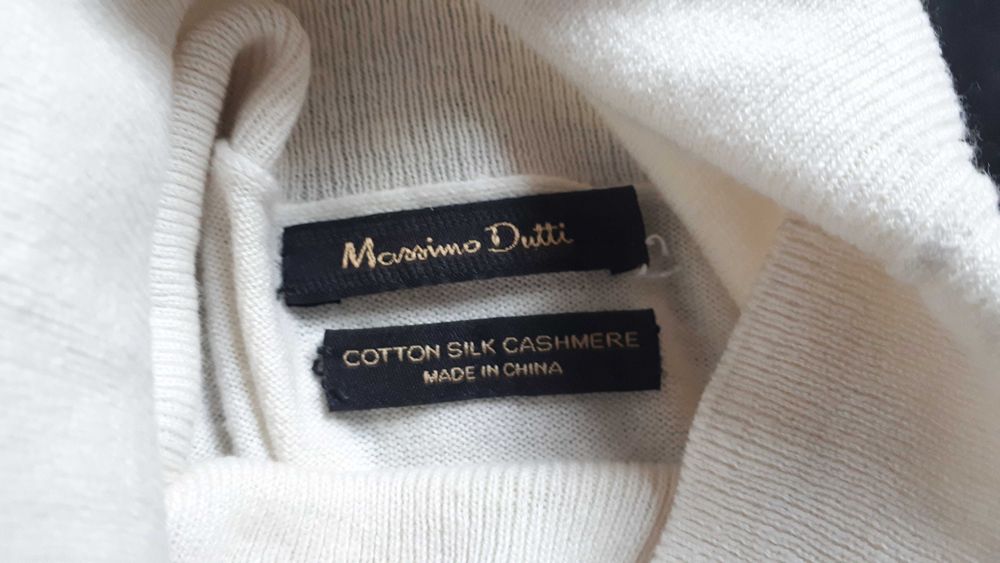 Massimo Dutti
COTTON SILK CASHMERE
MADE IN CHINA